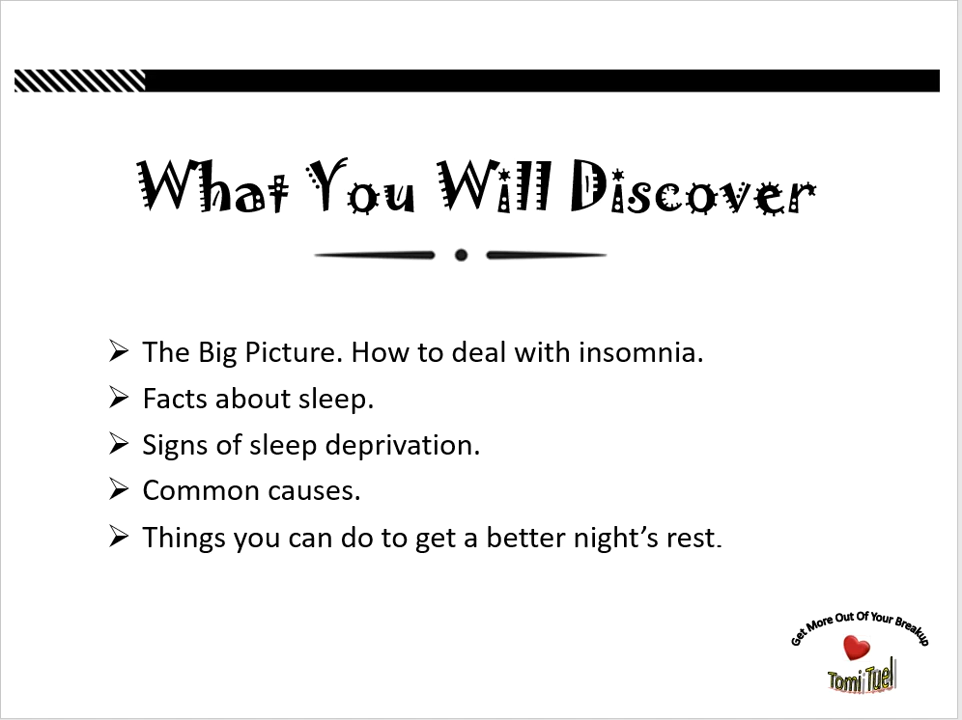 What You Will Discover
The Big Picture. How to deal with insomnia.
Facts about sleep.
Signs of sleep deprivation.
Common causes.
Things you can do to get a better night’s rest.
Get More Out Of Your Breakup
Tomi Tuel